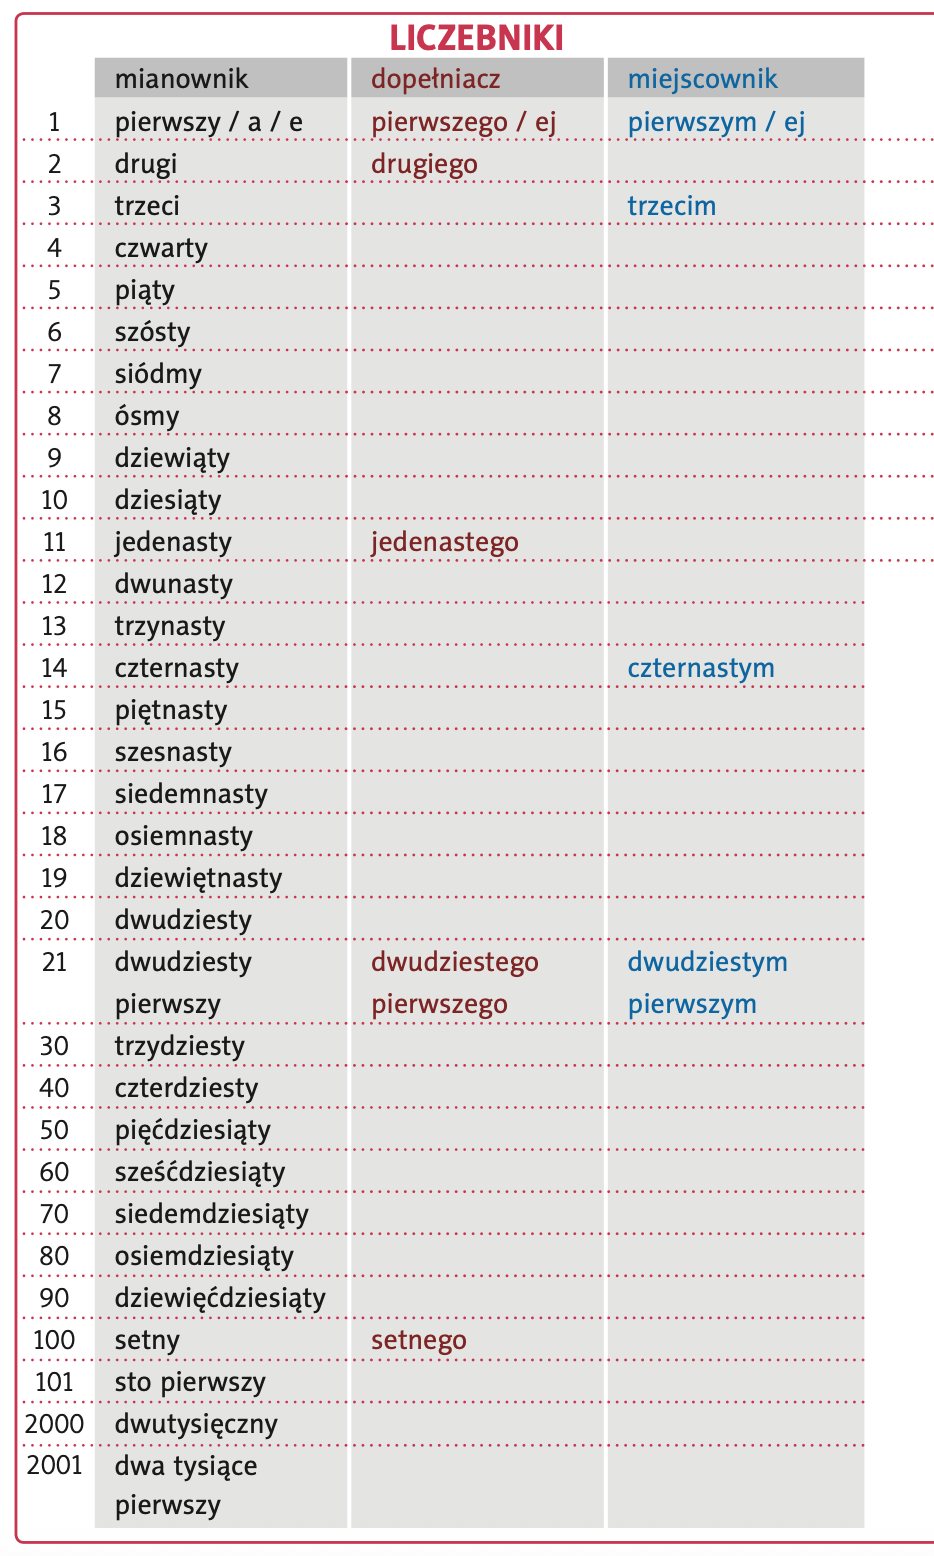 LICZEBNIKI
mianownik dopełniacz miejscownik
1 pierwszy / a / e pierwszego / ej pierwszym / ej
2 drugi drugiego
3 trzeci trzecim
4 czwarty
5 piąty
6 szósty
7 siódmy
8 ósmy
9 dziewiąty
10 dziesiąty
11 jedenasty jedenastego
12 dwunasty
13 trzynasty
14 czternasty czternastym
15 piętnasty
16 szesnasty
17 siedemnasty
18 osiemnasty
19 dziewiętnasty
20 dwudziesty
21 dwudziesty dwudziestego dwudziestym
pierwszy pierwszego pierwszym
30 trzydziesty
40 czterdziesty
50 pięćdziesiąty
60 sześćdziesiąty
70 siedemdziesiąty
80 osiemdziesiąty
90 dziewięćdziesiąty
100 setny setnego
101 sto pierwszy
2000 dwutysięczny
2001 dwa tysiące
pierwszy